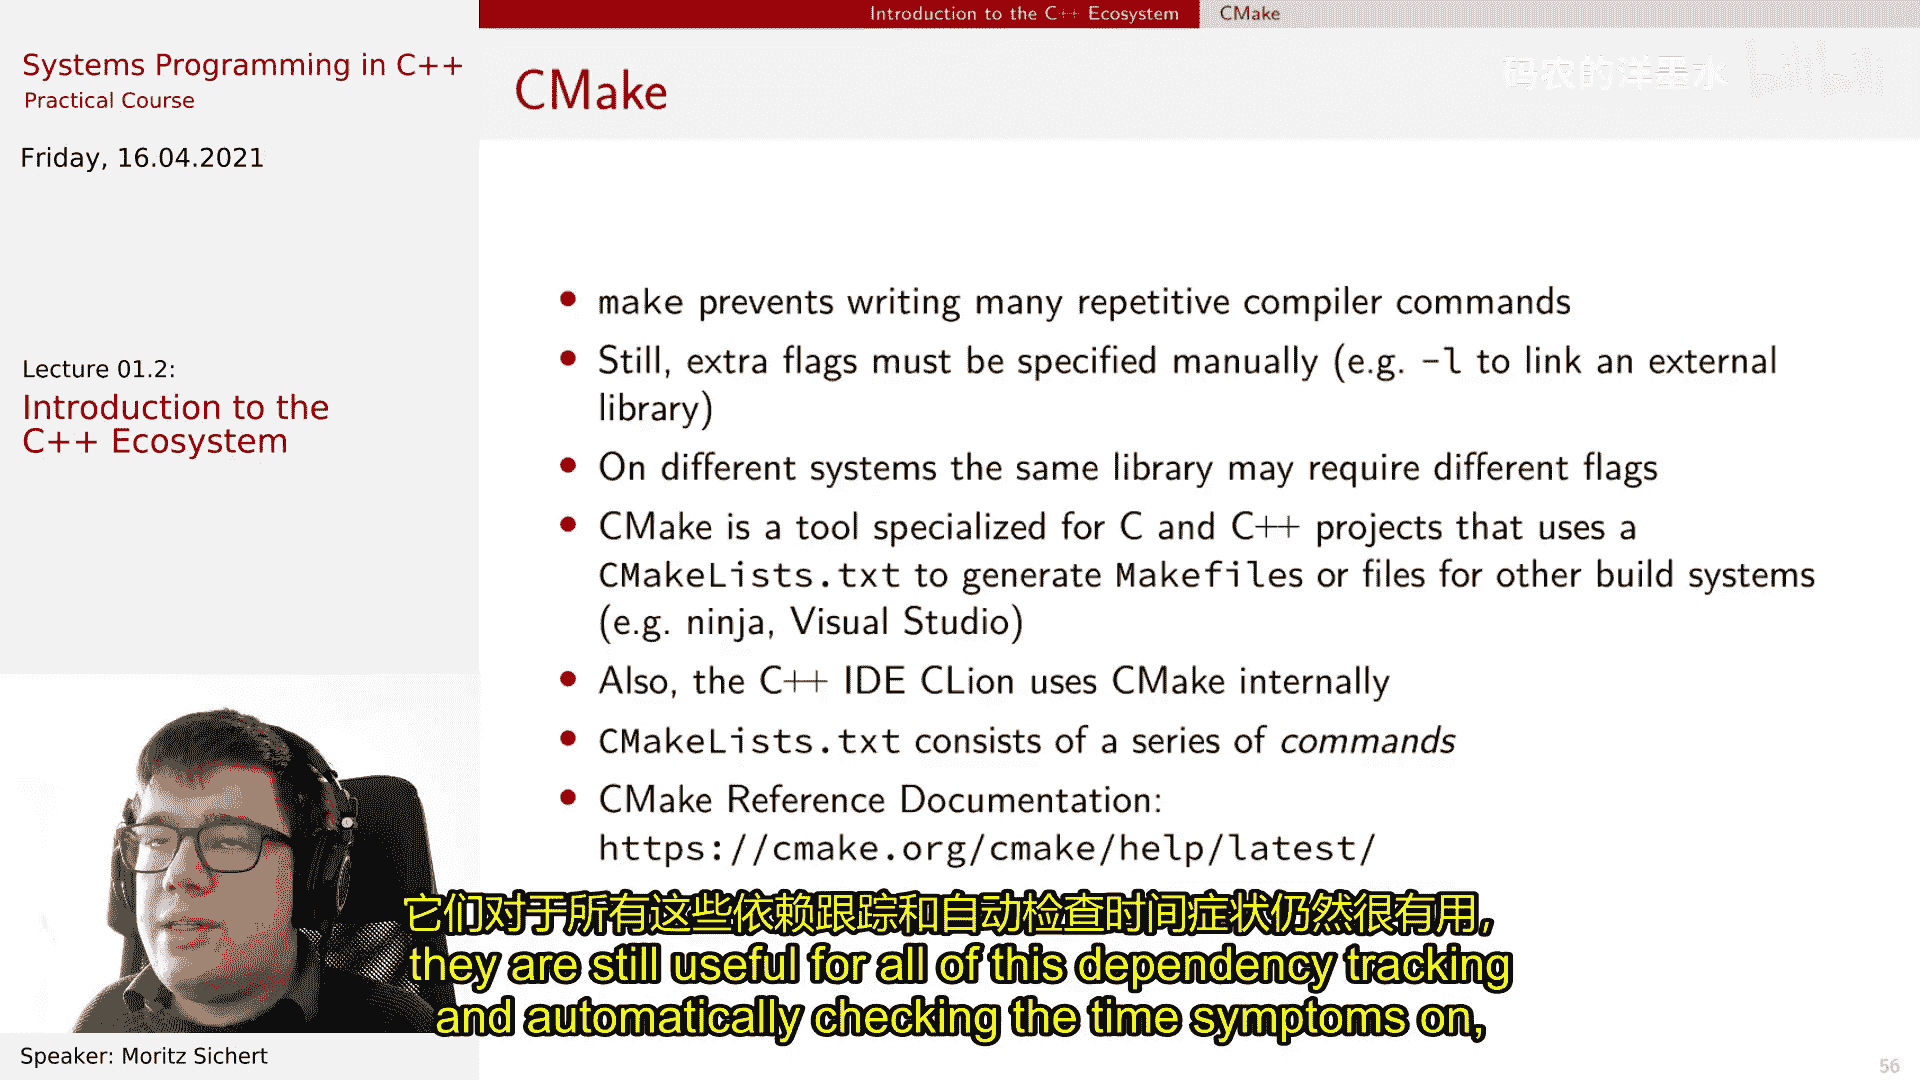 Introduction to the C++ Ecosystem CMake
Systems Programming in C++
Practical Course
Friday, 16.04.2021
CMake
码农的洋墨水 bilibili
make prevents writing many repetitive compiler commands
Still, extra flags must be specified manually (e.g. -l to link an external
library)
On different systems the same library may require different flags
CMake is a tool specialized for C and C++ projects that uses a
CMakeLists.txt to generate Makefiles or files for other build systems
(e.g. ninja, Visual Studio)
Also, the C++ IDE CLion uses CMake internally
CMakeLists.txt consists of a series of commands
CMake Reference Documentation:
https://cmake.org/cmake/help/latest/
Lecture 01.2:
Introduction to the
C++ Ecosystem
它们对于所有这些依赖跟踪和自动检查时间症状仍然很有用,
they are still useful for all of this dependency tracking
and automatically checking the time symptoms on,
Speaker: Moritz Sichert
56